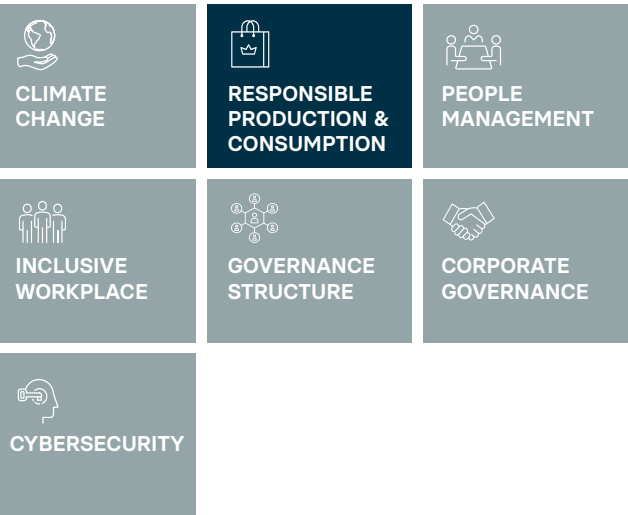 CLIMATE
CHANGE
RESPONSIBLE
PRODUCTION &
CONSUMPTION
PEOPLE
MANAGEMENT
INCLUSIVE
WORKPLACE
GOVERNANCE
STRUCTURE
CORPORATE
GOVERNANCE
CYBERSECURITY